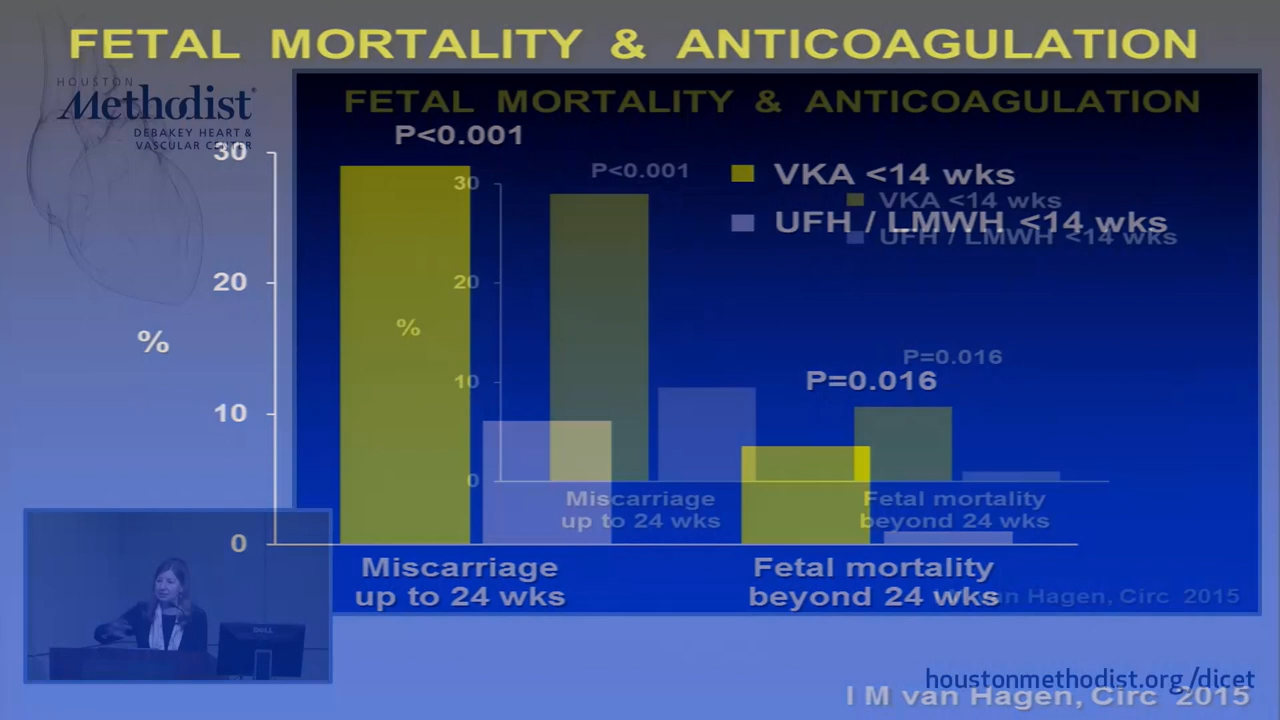 FETAL MORTALITY & ANTICOAGULATION
HOUSTON
Methodist
DEBAKEY HEART &
VASCULAR CENTER
FETAL MORTALITY & ANTICOAGULATION
P<0.001
30
P<0.001
30
VKA <14 wks
VKA <14 wks
UFH / LMWH <14 wks
UFH / LMWH <14 wks
20
20
%
%
P=0.016
P=0.016
10
10
0
0
Miscarriage
up to 24 wks
Fetal mortality
beyond 24 wks
Miscarriage
up to 24 wks
Fetal mortality
beyond 24 wks
van Hagen, Circ 2015
DELL
houstonmethodist.org/dicet
I M van Hagen, Circ 2015